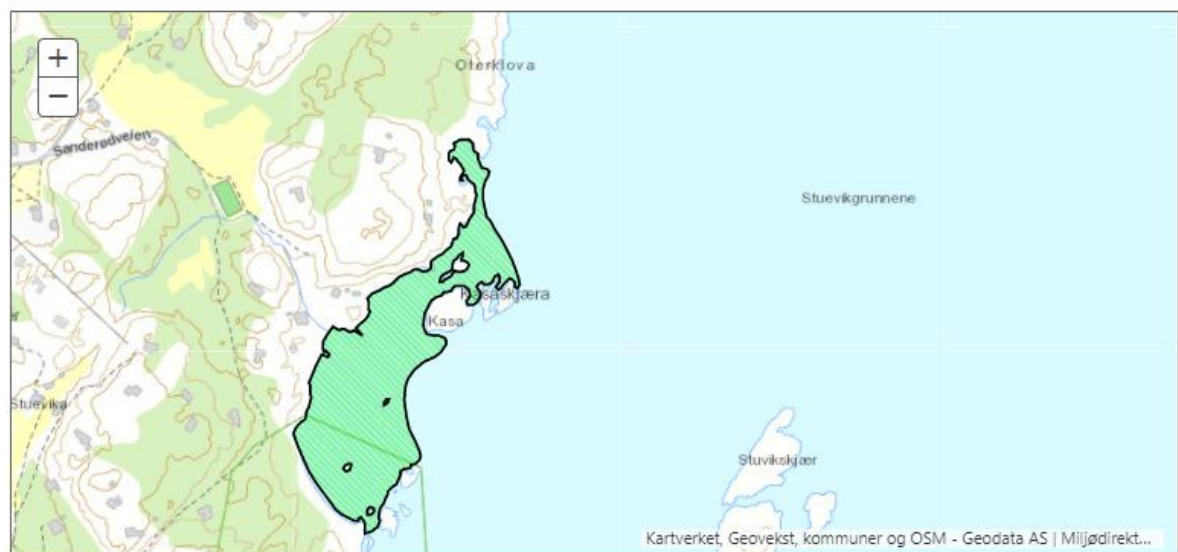 +
Oterklova
−
Sanderødveien
Stuevikgrunnene
Kasaskjæra
Kasa
Stuevika
Stuvikskjær
Kartverket, Geovekst, kommuner og OSM - Geodata AS | Miljødirekt...